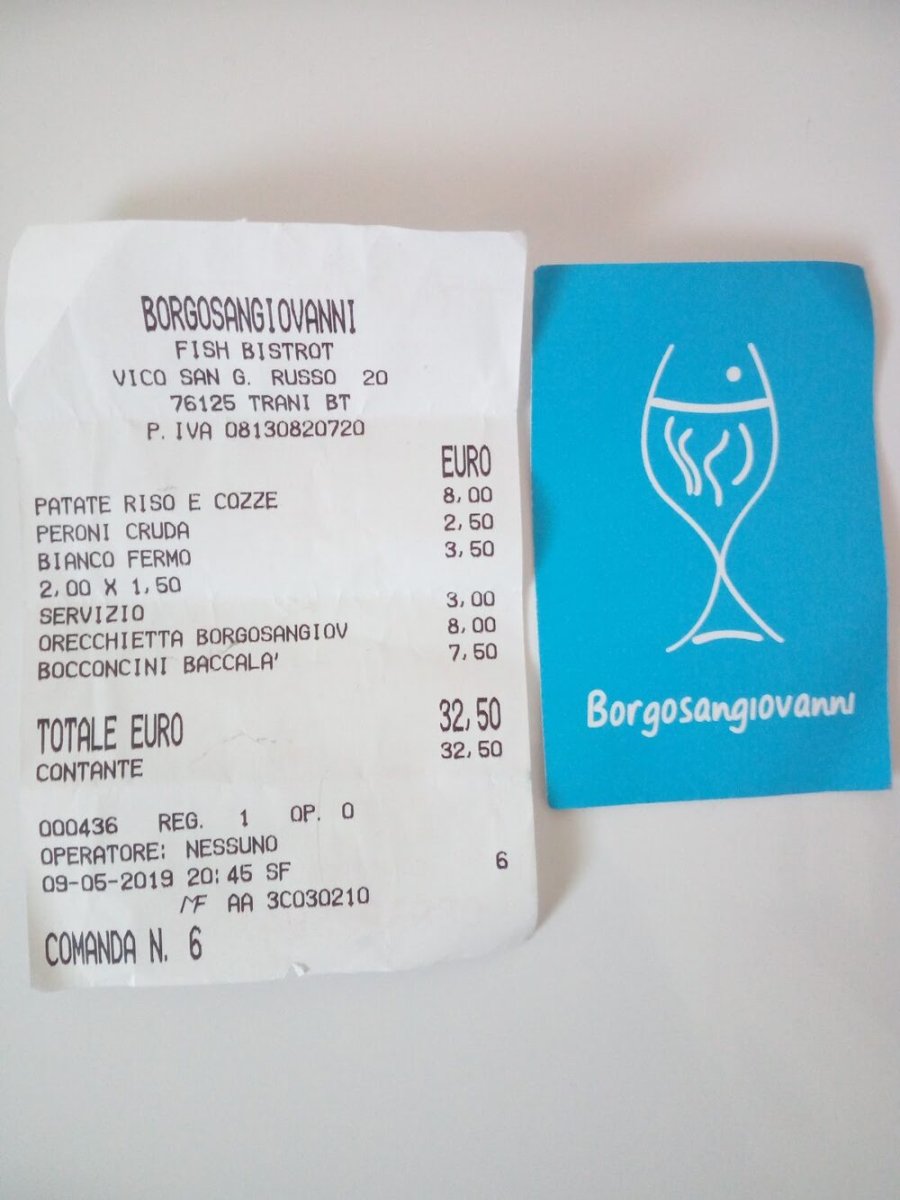 BORGOSANGIOVANNI
FISH BISTROT
VICO SAN G. RUSSO 20
76125 TRANI BT
P. IVA 08130820720
EURO
PATATE RISO E COZZE 8,00
PERONI CRUDA 2,50
BIANCO FERMO 3,50
2,00 X 1,50
SERVIZIO 3,00
ORECCHIETTA BORGOSANGIOV 8,00
BOCCONCINI BACCALA' 7,50
TOTALE EURO 32,50
CONTANTE 32,50
000436 REG. 1 OP. 0
OPERATORE: NESSUNO
09-05-2019 20:45 SF 6
MF AA 3C030210
COMANDA N. 6
Borgosangiovanni